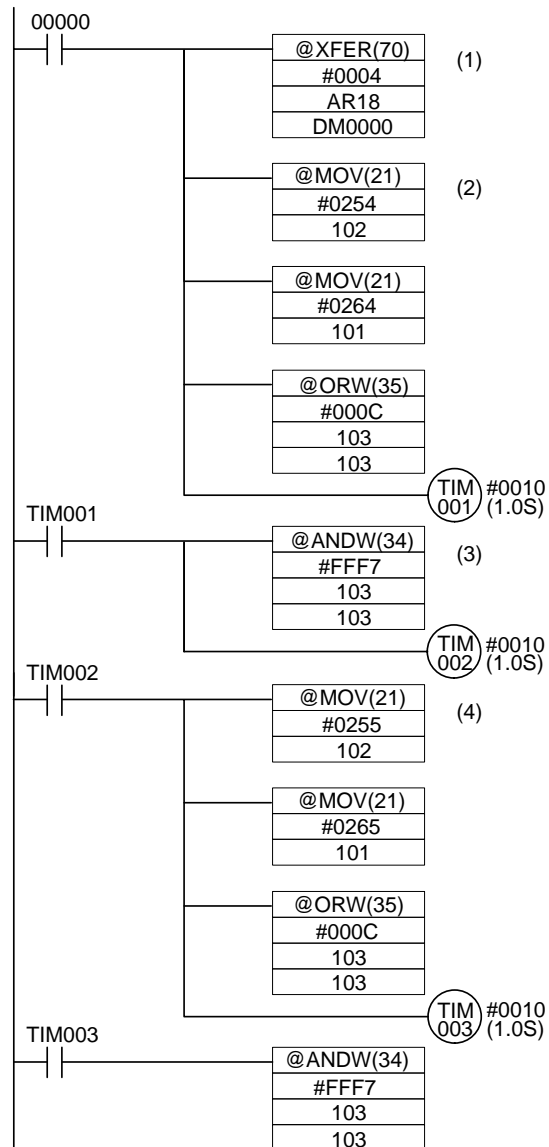 00000
@XFER(70)
(1)
#0004
AR18
DM0000
@MOV(21)
(2)
#0254
102
@MOV(21)
#0264
101
@ORW(35)
#000C
103
103
TIM #0010
001 (1.0S)
TIM001
@ANDW(34)
(3)
#FFF7
103
103
TIM #0010
002 (1.0S)
TIM002
@MOV(21)
(4)
#0255
102
@MOV(21)
#0265
101
@ORW(35)
#000C
103
103
TIM #0010
003 (1.0S)
TIM003
@ANDW(34)
#FFF7
103
103